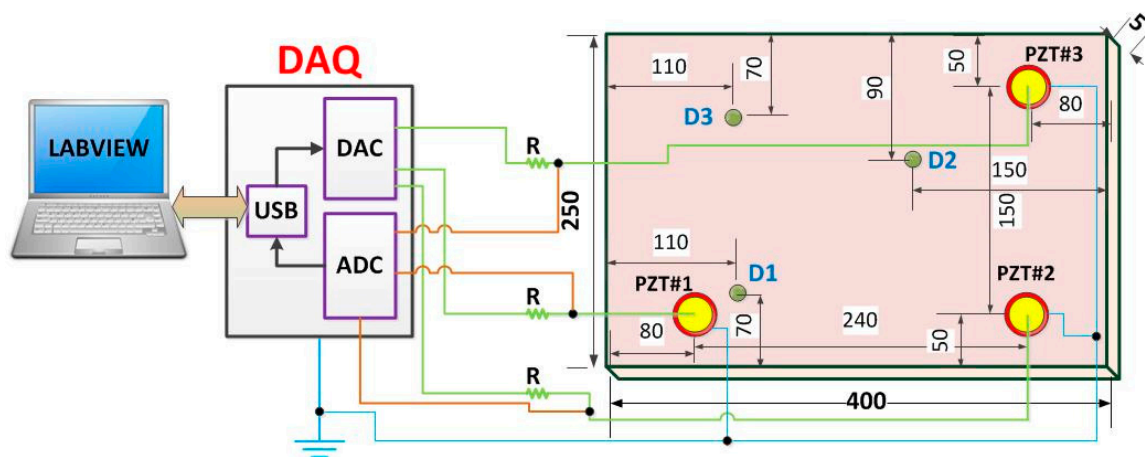 DAQ
LABVIEW
USB
DAC
ADC
R
R
R
250
110
70
D3
90
D2
50
PZT#3
80
5
150
150
110
D1
PZT#1
70
80
240
PZT#2
50
400